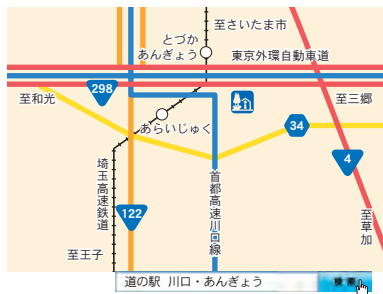 至さいたま市
とづか
あんぎょう
東京外環自動車道
298
至和光
至三郷
あらいじゅく
34
埼玉高速鉄道
首都高速川口線
4
122
至草加
至王子
道の駅 川口・あんぎょう
検索